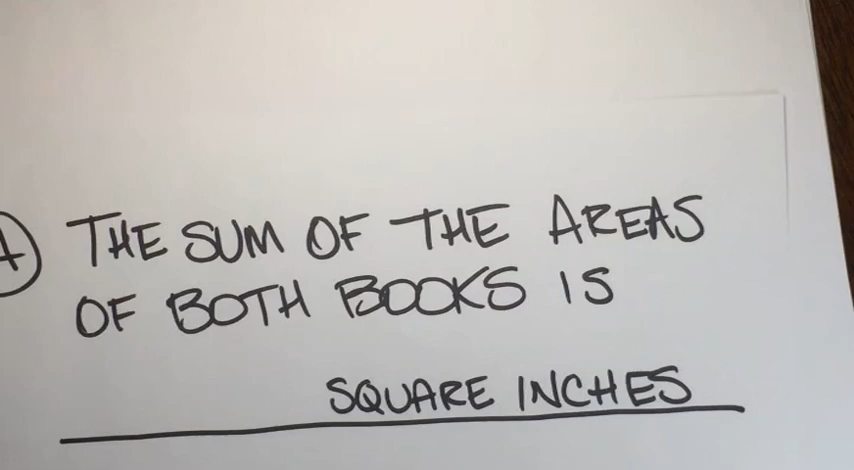 THE SUM OF THE AREAS
OF BOTH BOOKS IS
SQUARE INCHES